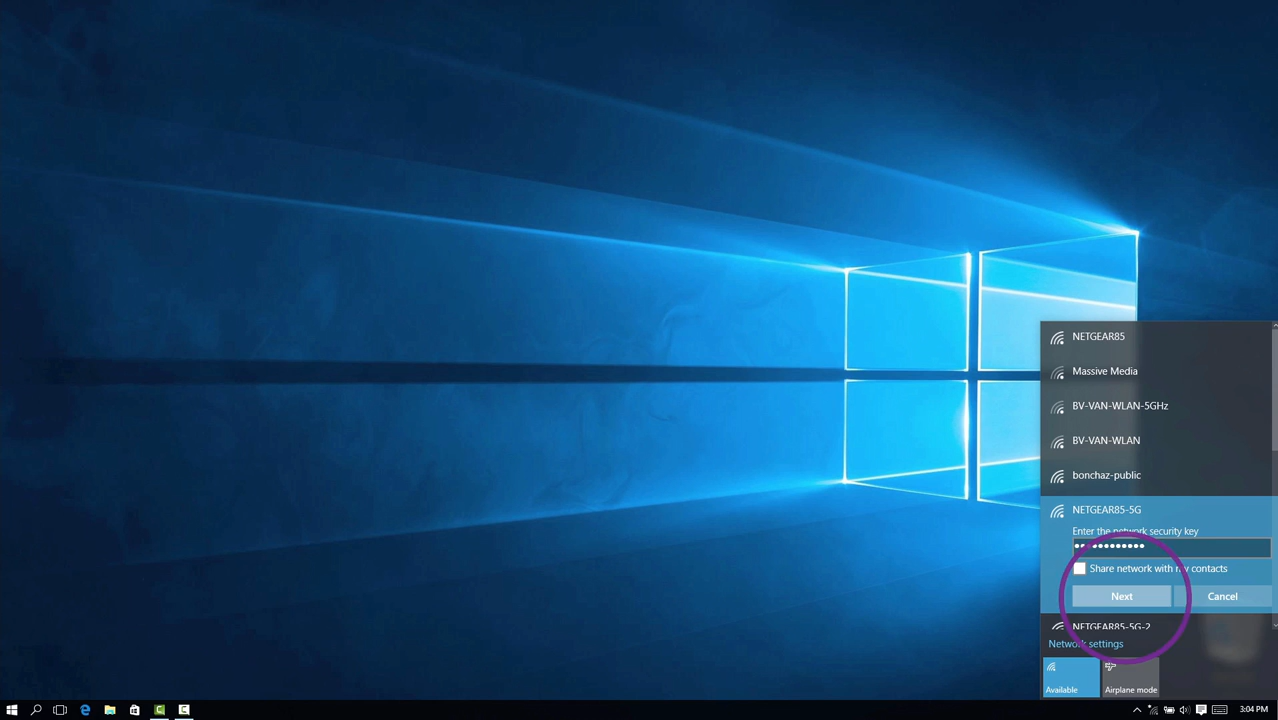 NETGEAR85
Massive Media
BV-VAN-WLAN-5GHz
BV-VAN-WLAN
bonchaz-public
NETGEAR85-5G
Enter the network security key
••••••••••••
Share network with my contacts
Next Cancel
NETGEAR85-5G-2
Network settings
Available Airplane mode
3:04 PM